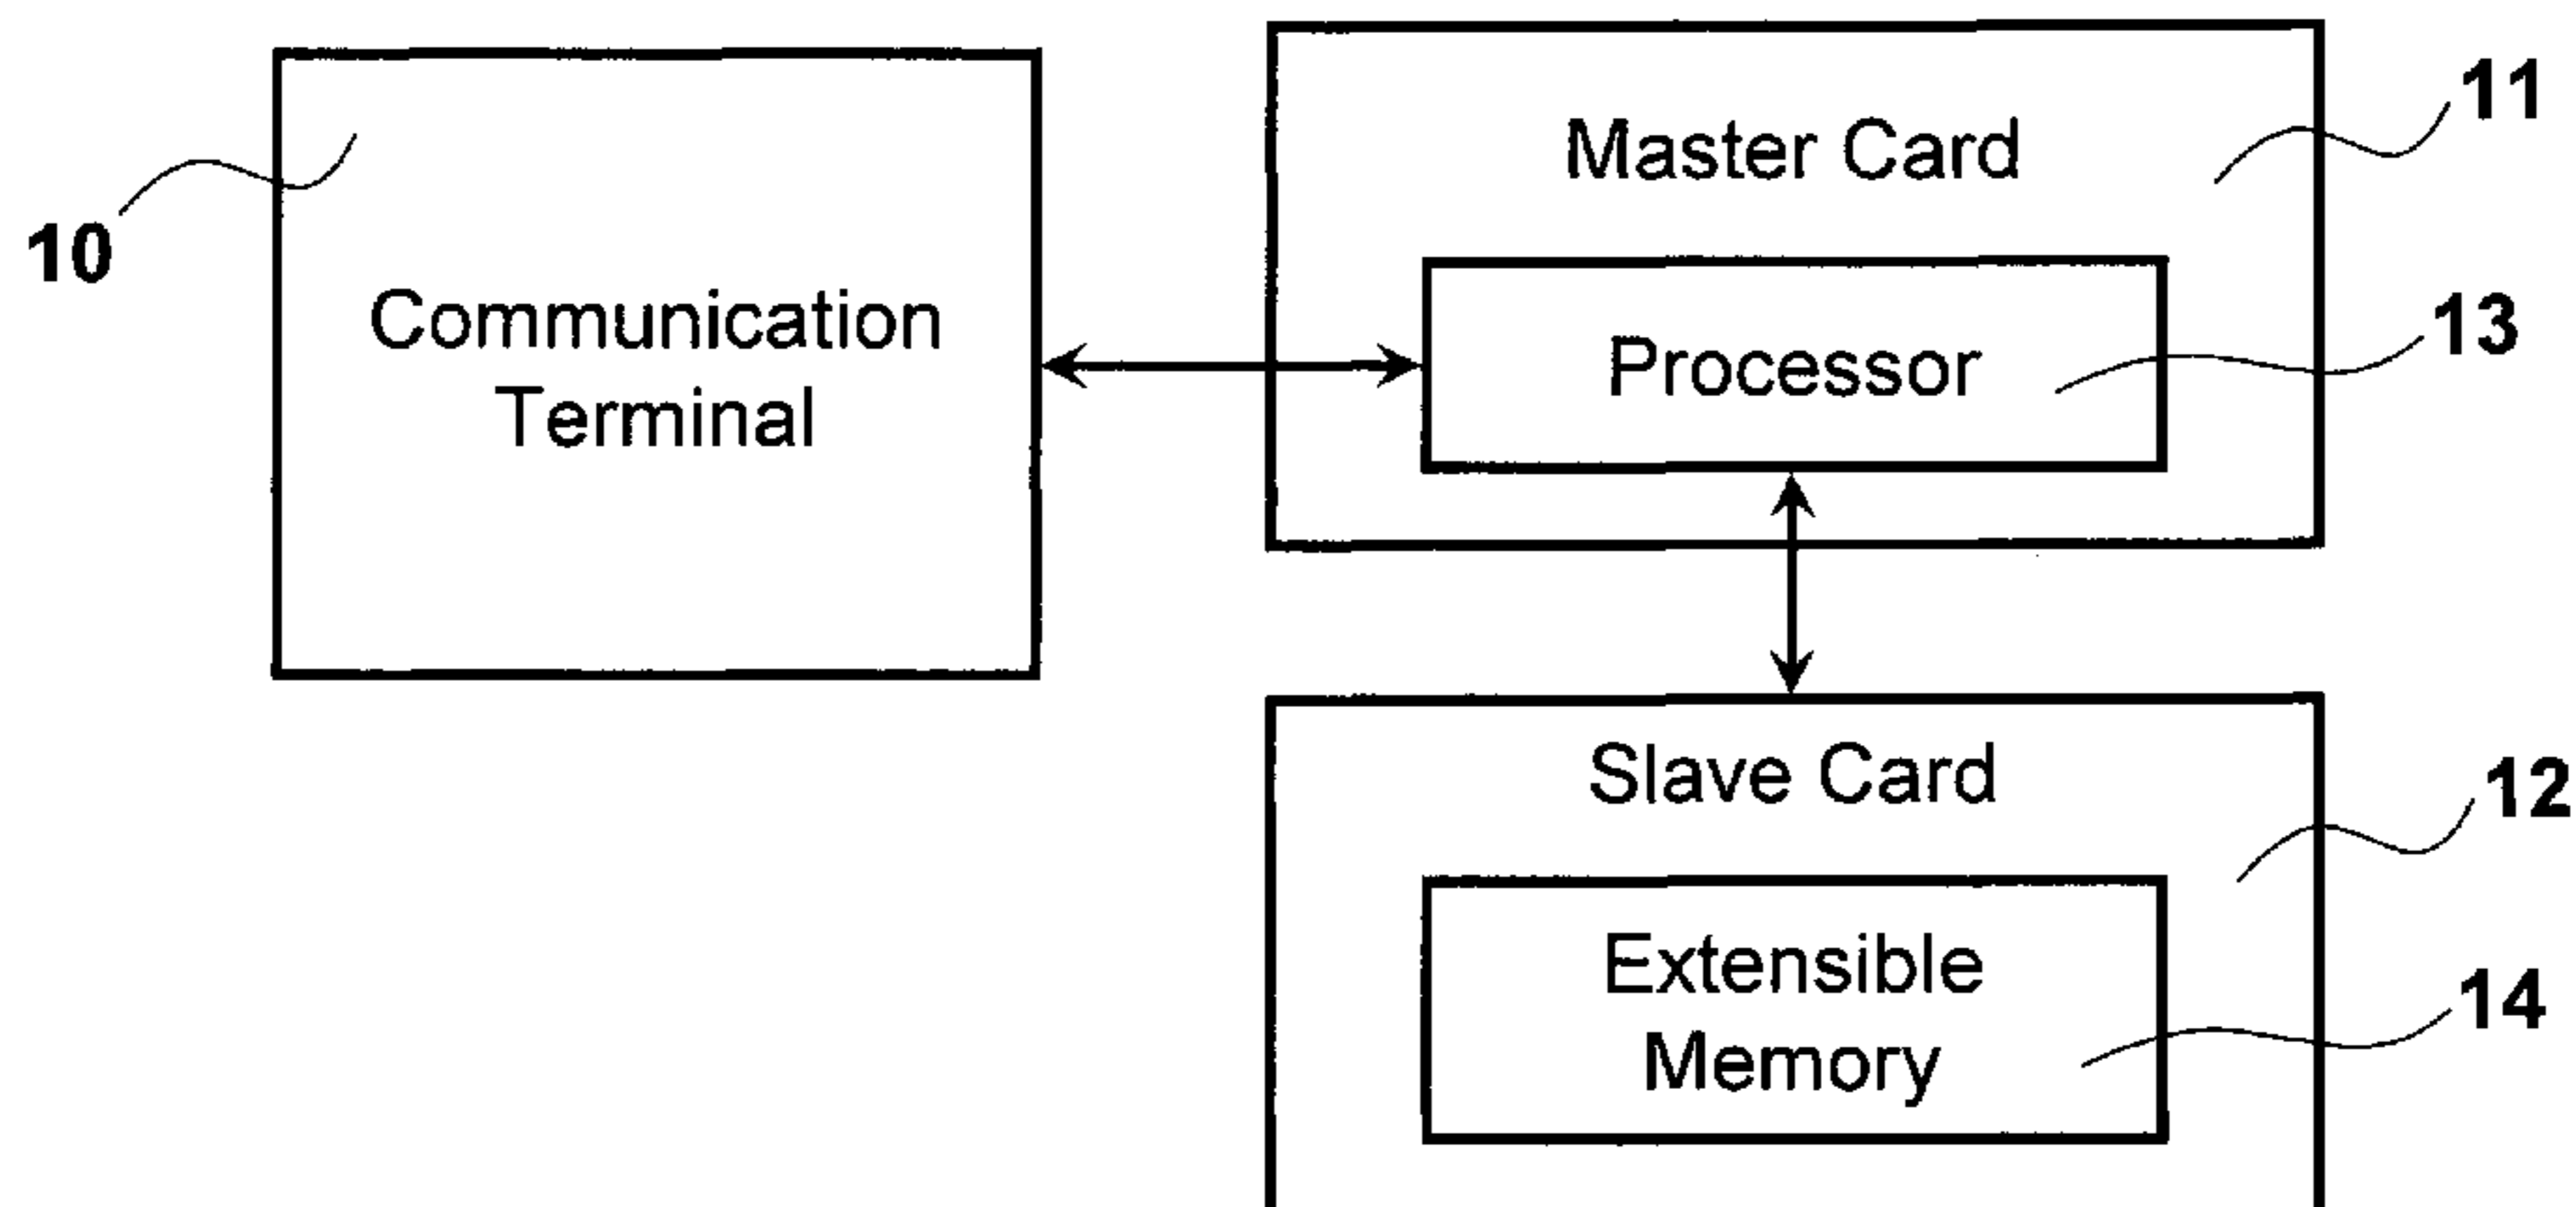 11
Master Card
10
Communication
Terminal
Processor
13
Slave Card
12
Extensible
Memory
14